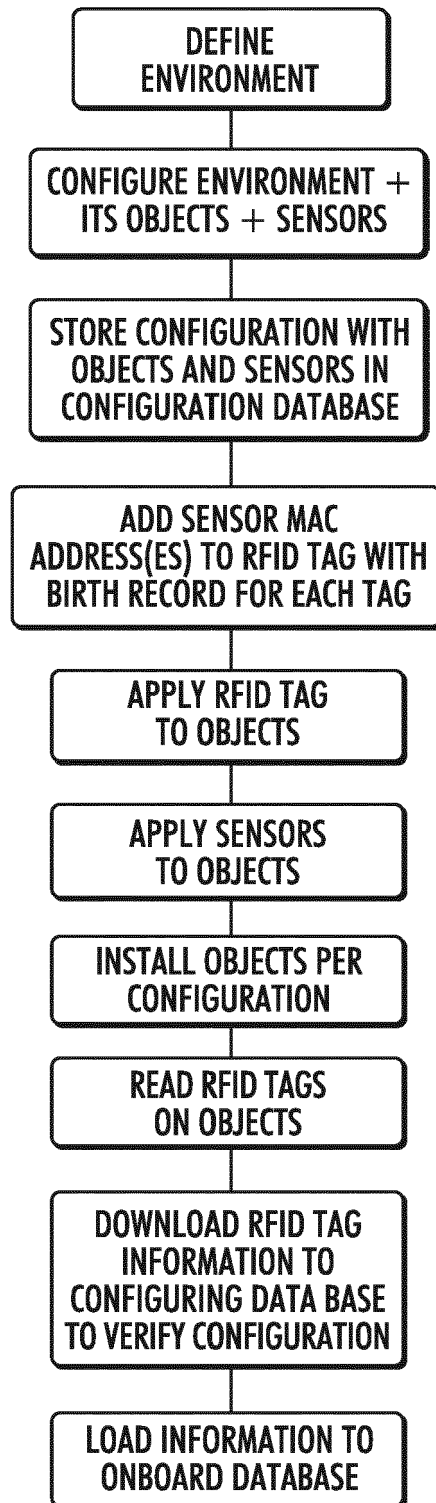 DEFINE
ENVIRONMENT
CONFIGURE ENVIRONMENT +
ITS OBJECTS + SENSORS
STORE CONFIGURATION WITH
OBJECTS AND SENSORS IN
CONFIGURATION DATABASE
ADD SENSOR MAC
ADDRESS(ES) TO RFID TAG WITH
BIRTH RECORD FOR EACH TAG
APPLY RFID TAG
TO OBJECTS
APPLY SENSORS
TO OBJECTS
INSTALL OBJECTS PER
CONFIGURATION
READ RFID TAGS
ON OBJECTS
DOWNLOAD RFID TAG
INFORMATION TO
CONFIGURING DATA BASE
TO VERIFY CONFIGURATION
LOAD INFORMATION TO
ONBOARD DATABASE